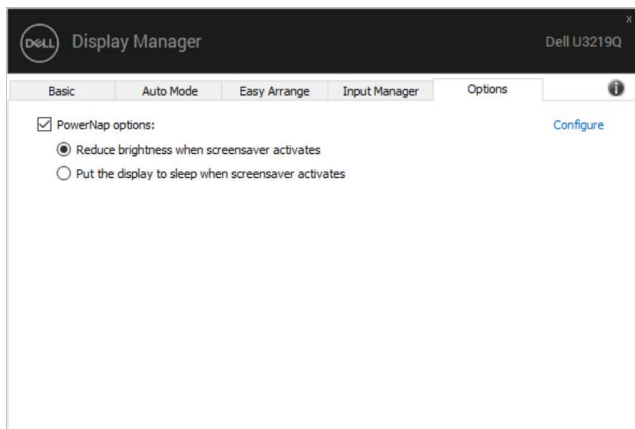 DELL Display Manager Dell U3219Q x
Basic Auto Mode Easy Arrange Input Manager Options i
PowerNap options: Configure
Reduce brightness when screensaver activates
Put the display to sleep when screensaver activates